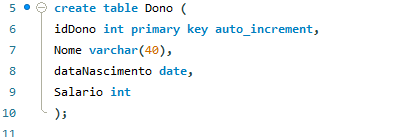 5 create table Dono (
6 idDono int primary key auto_increment,
7 Nome varchar(40),
8 dataNascimento date,
9 Salario int
10 );
11